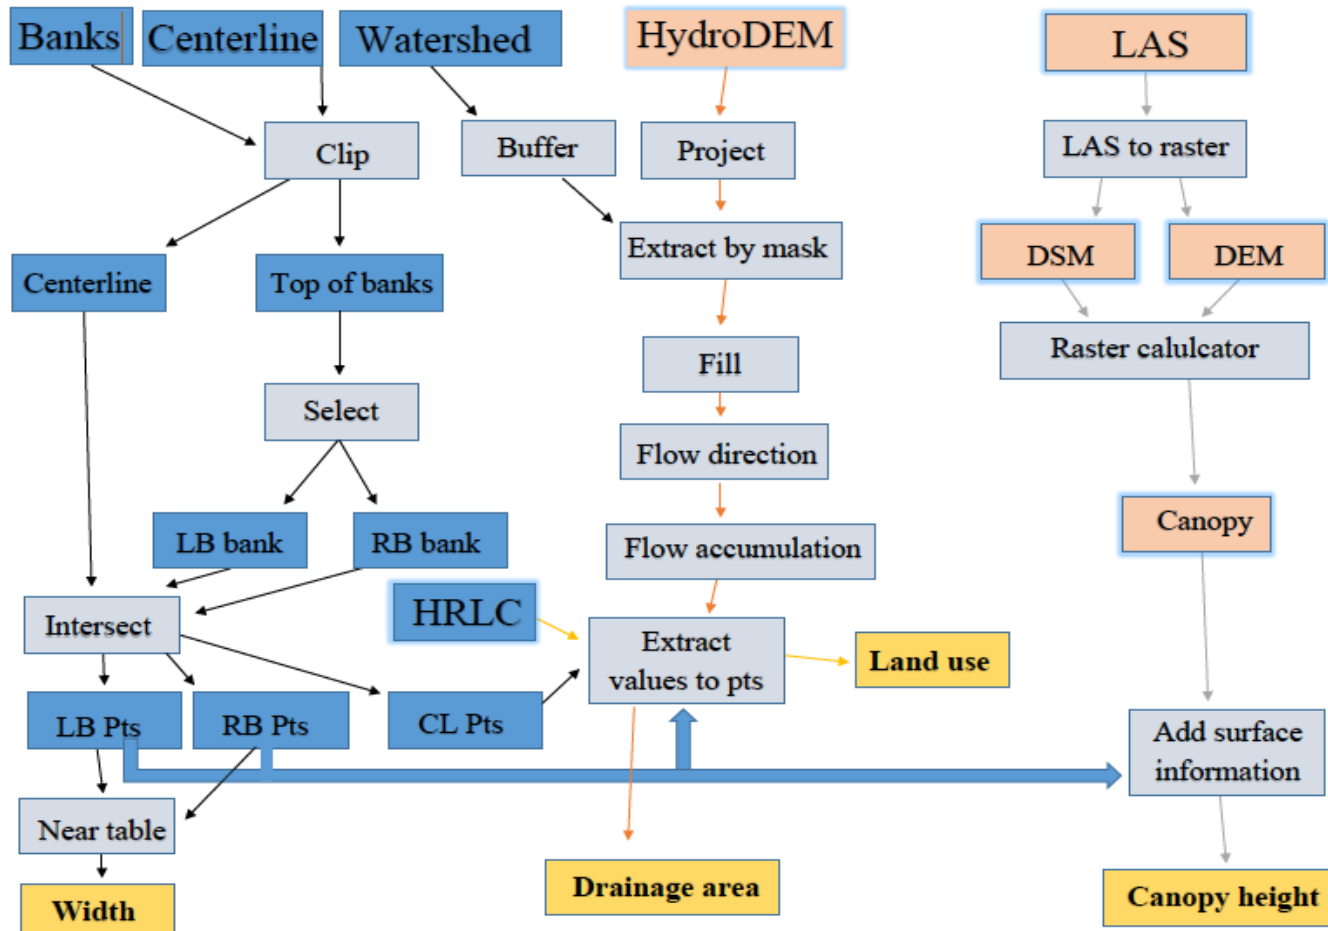 Banks
Centerline
Watershed
HydroDEM
LAS
Clip
Buffer
Project
LAS to raster
Extract by mask
DSM
DEM
Centerline
Top of banks
Raster calulcator
Fill
Select
Flow direction
Canopy
LB bank
RB bank
Flow accumulation
HRLC
Intersect
Extract
values to pts
Land use
LB Pts
RB Pts
CL Pts
Add surface
information
Near table
Drainage area
Canopy height
Width